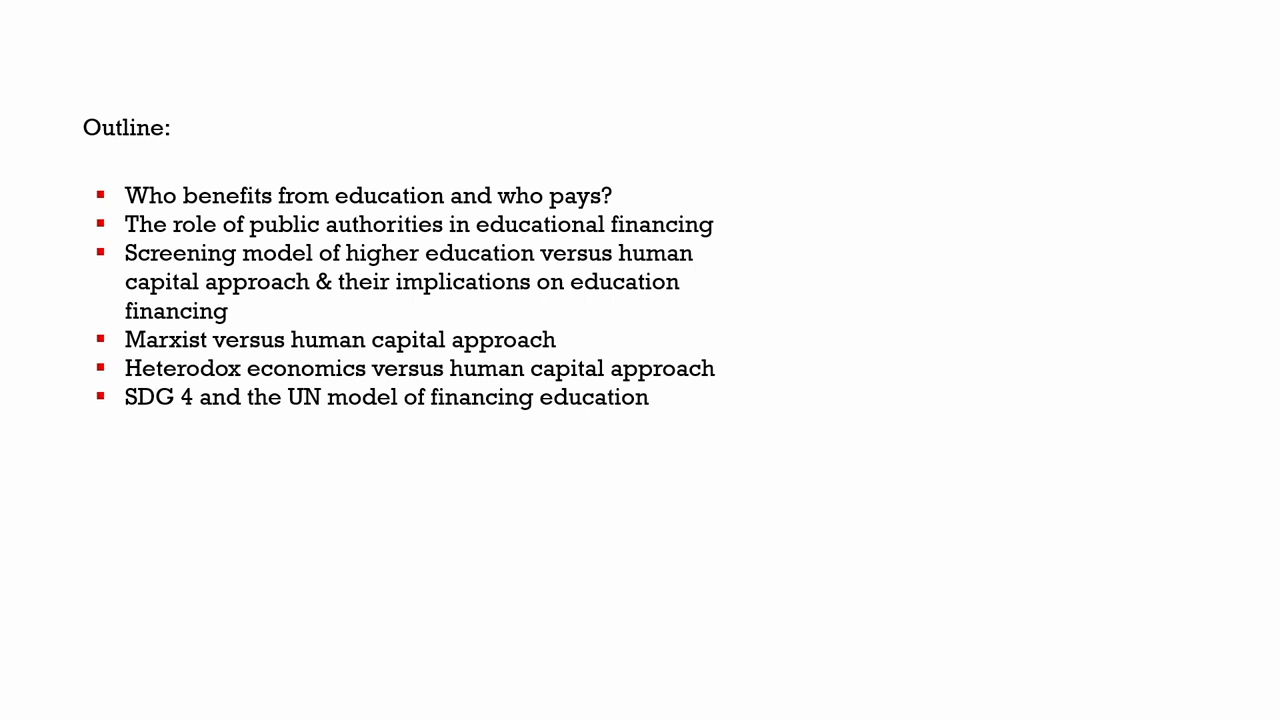 Outline:
▪ Who benefits from education and who pays?
▪ The role of public authorities in educational financing
▪ Screening model of higher education versus human
capital approach & their implications on education
financing
▪ Marxist versus human capital approach
▪ Heterodox economics versus human capital approach
▪ SDG 4 and the UN model of financing education